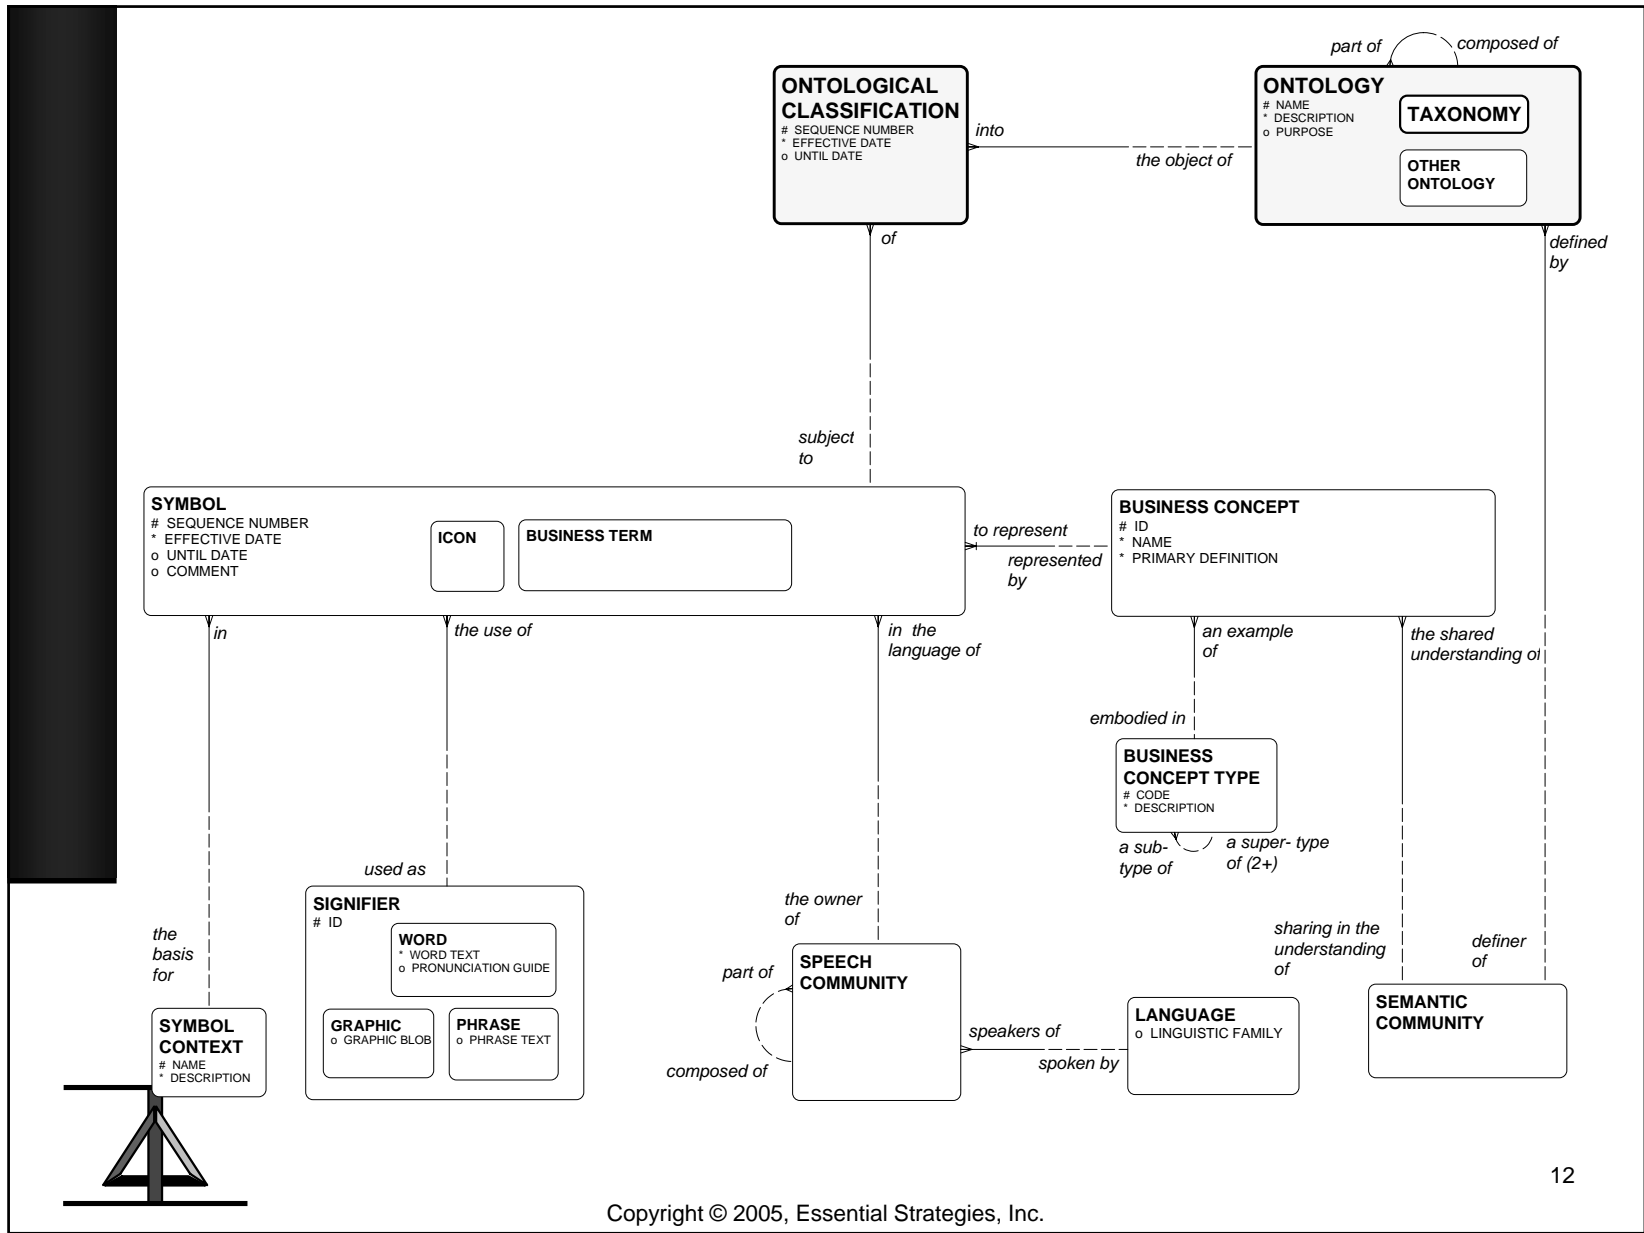 part of
composed of
ONTOLOGICAL
CLASSIFICATION
# SEQUENCE NUMBER
* EFFECTIVE DATE
o UNTIL DATE
into
the object of
ONTOLOGY
# NAME
* DESCRIPTION
o PURPOSE
TAXONOMY
OTHER
ONTOLOGY
of
defined
by
subject
to
SYMBOL
# SEQUENCE NUMBER
* EFFECTIVE DATE
o UNTIL DATE
o COMMENT
ICON
BUSINESS TERM
to represent
represented
by
BUSINESS CONCEPT
# ID
* NAME
* PRIMARY DEFINITION
in
the use of
in the
language of
an example
of
the shared
understanding of
embodied in
BUSINESS
CONCEPT TYPE
# CODE
* DESCRIPTION
a sub-
type of
a super- type
of (2+)
used as
the
basis
for
SIGNIFIER
# ID
WORD
* WORD TEXT
o PRONUNCIATION GUIDE
GRAPHIC
o GRAPHIC BLOB
PHRASE
o PHRASE TEXT
the owner
of
sharing in the
understanding
of
definer
of
SYMBOL
CONTEXT
# NAME
* DESCRIPTION
part of
composed of
SPEECH
COMMUNITY
speakers of
spoken by
LANGUAGE
o LINGUISTIC FAMILY
SEMANTIC
COMMUNITY
12
Copyright © 2005, Essential Strategies, Inc.